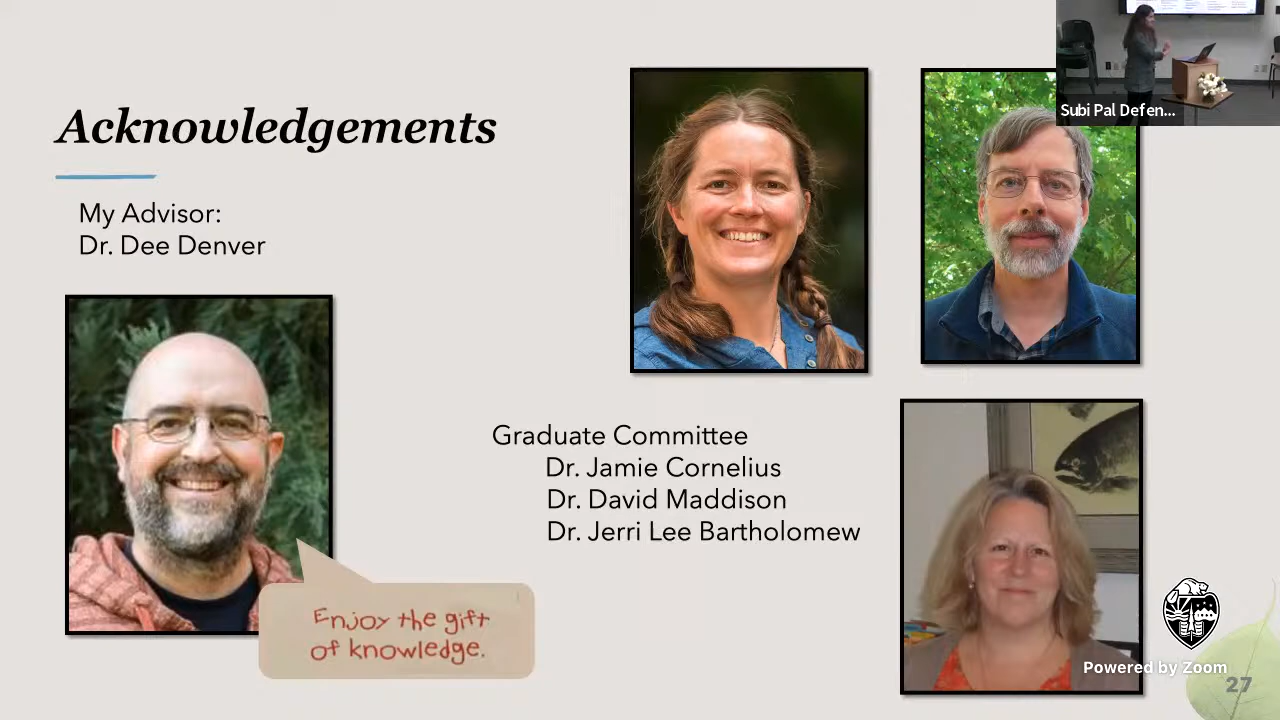 Subi Pal Defen...
Acknowledgements
My Advisor:
Dr. Dee Denver
Graduate Committee
Dr. Jamie Cornelius
Dr. David Maddison
Dr. Jerri Lee Bartholomew
Enjoy the gift
of knowledge.
Powered by Zoom
27